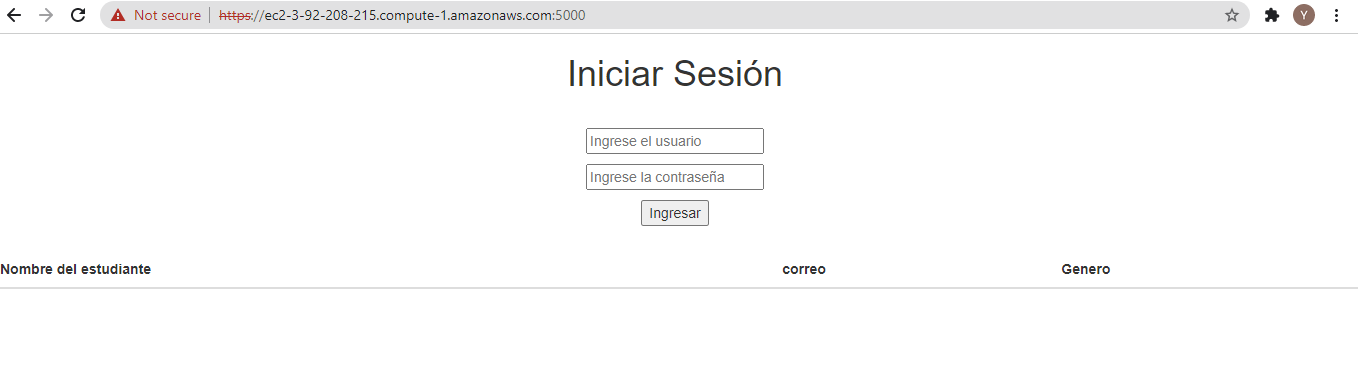 Not secure https://ec2-3-92-208-215.compute-1.amazonaws.com:5000 Y
Iniciar Sesión
Ingrese el usuario
Ingrese la contraseña
Ingresar
Nombre del estudiante correo Genero